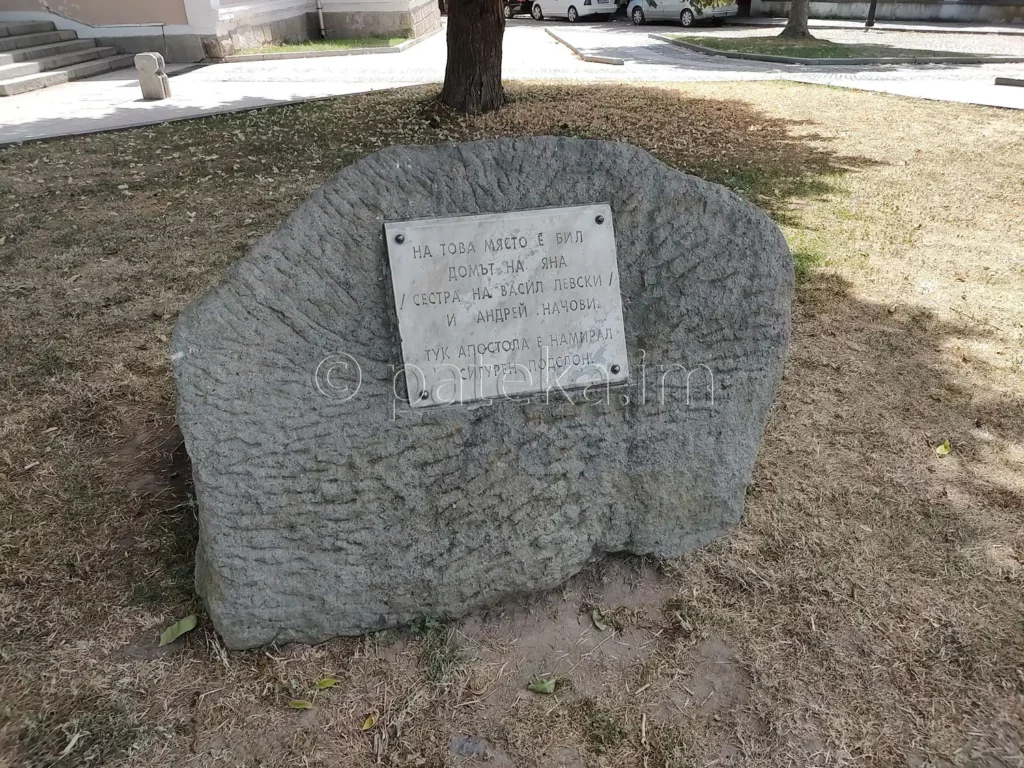 НА ТОВА МЯСТО Е БИЛ
ДОМЪТ НА ЯНА
/ СЕСТРА НА ВАСИЛ ЛЕВСКИ /
И АНДРЕЙ НАЧОВИ.
ТУК АПОСТОЛА Е НАМИРАЛ
СИГУРЕН ПОДСЛОН.
© pateka.im